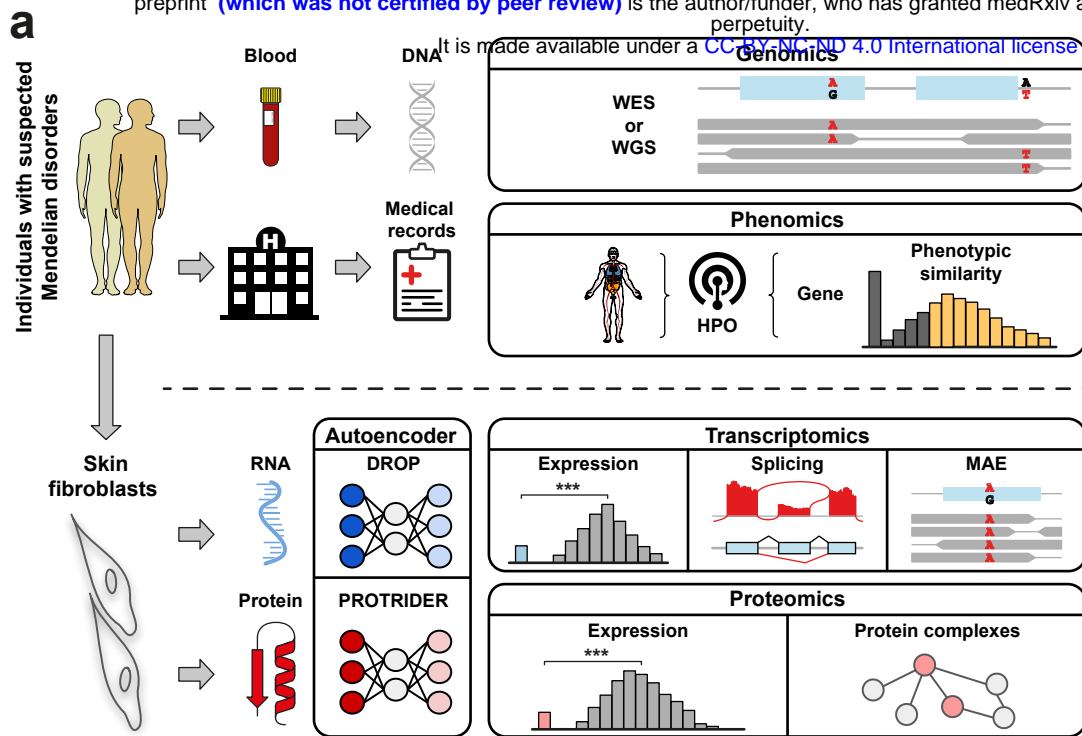 preprint (which was not certified by peer review) is the author/funder, who has granted medRxiv a
perpetuity.
It is made available under a CC-BY-NC-ND 4.0 International license
a
Individuals with suspected
Mendelian disorders
Blood
DNA
Genomics
WES
or
WGS
A
G
A
T
A
A
T
T
H
Medical
records
Phenomics
HPO
Gene
Phenotypic
similarity
Skin
fibroblasts
RNA
Protein
Autoencoder
DROP
PROTRIDER
Transcriptomics
Expression
***
Splicing
MAE
A
G
A
A
A
A
Proteomics
Expression
***
Protein complexes